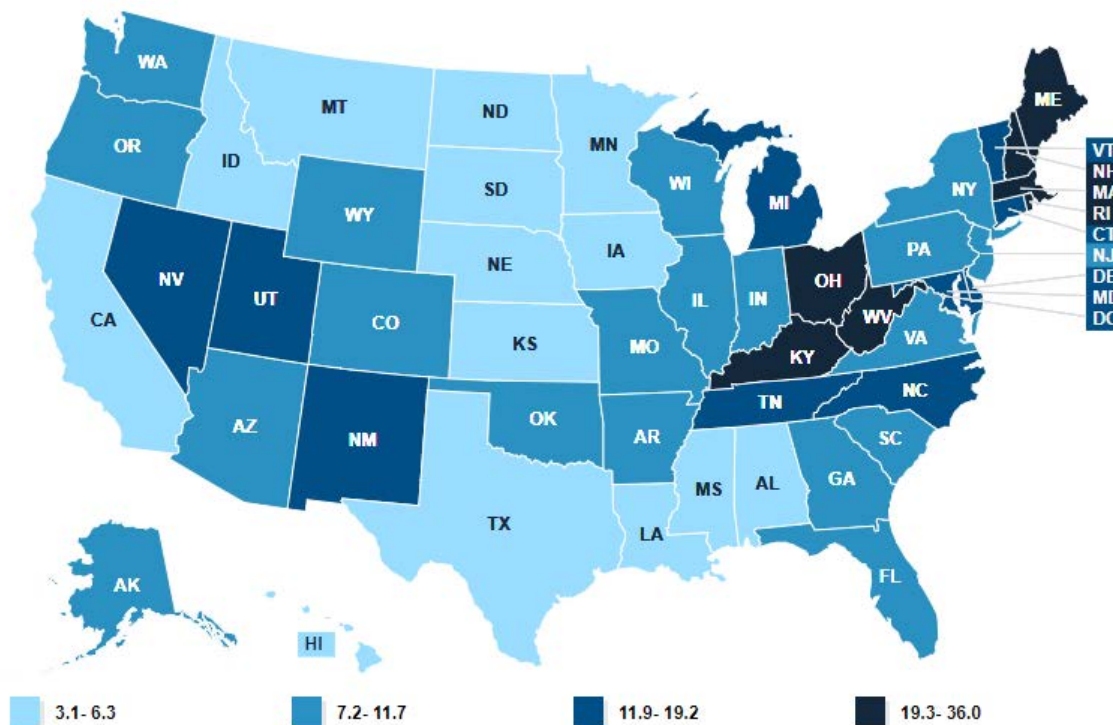 WA
ME
MT
ND
VT
OR
MN
NH
ID
MA
SD
WI
NY
RI
WY
MI
CT
IA
PA
NJ
NE
DE
NV
OH
MD
UT
IL
IN
DC
CA
CO
WV
KS
MO
VA
KY
NC
TN
AZ
OK
NM
AR
SC
MS
AL
GA
TX
LA
AK
FL
HI
3.1- 6.3
7.2- 11.7
11.9- 19.2
19.3- 36.0